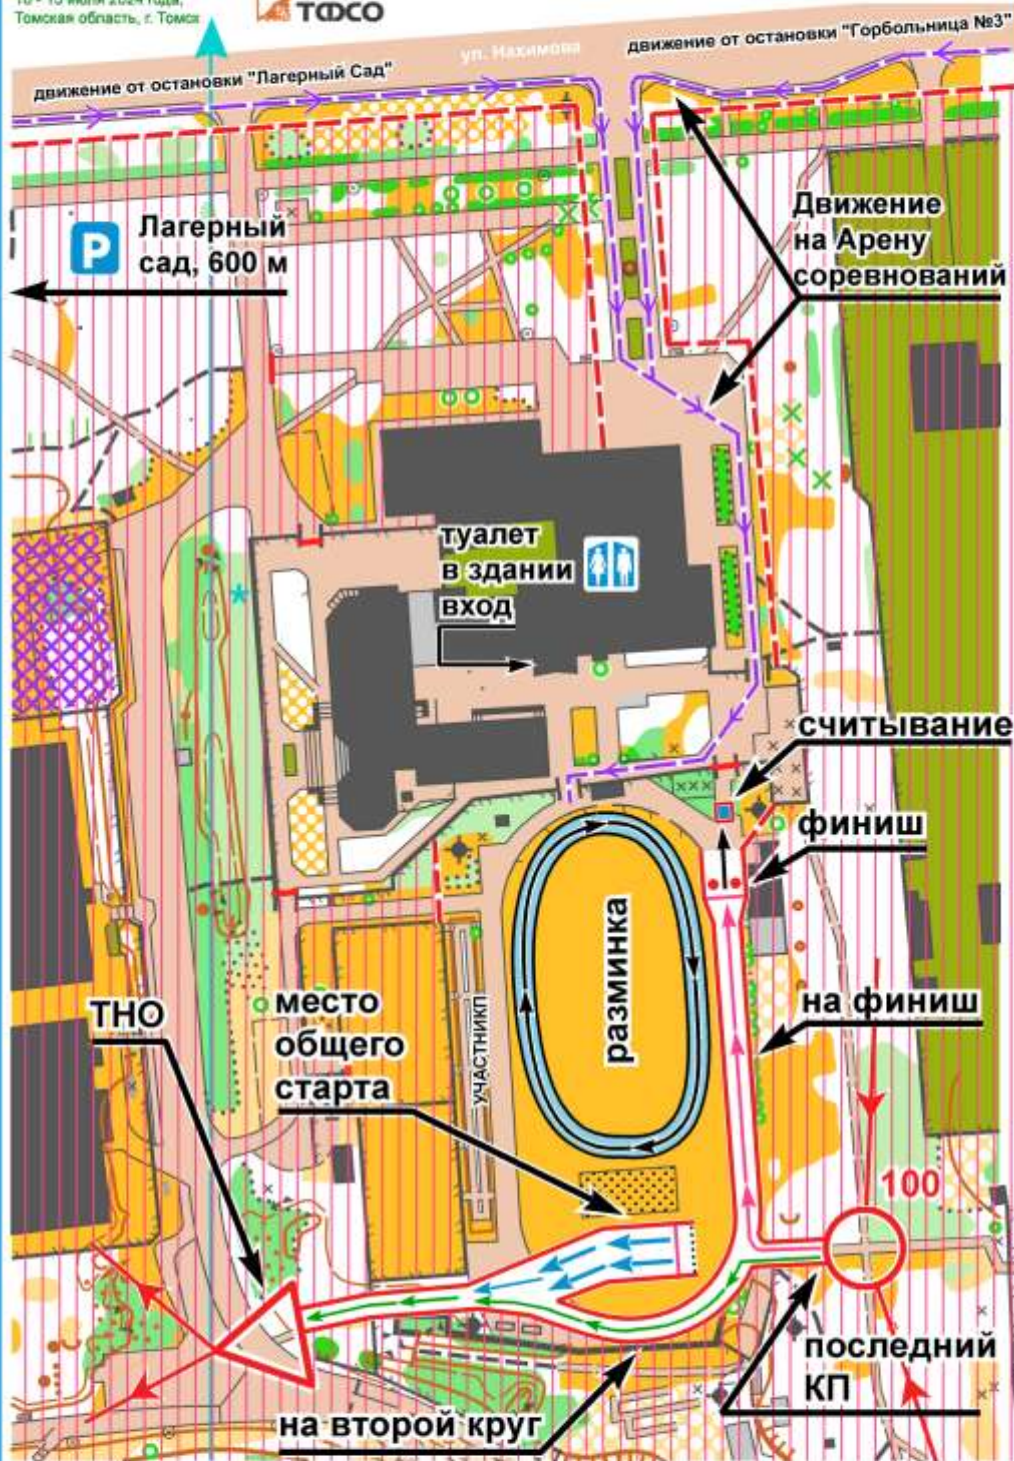 Томская область, г. Томск
ТФСО
ул. Нахимова
движение от остановки "Горбольница №3"
движение от остановки "Лагерный Сад"
P
Лагерный
сад, 600 м
Движение
на Арену
соревнований
туалет
в здании
вход
считывание
финиш
разминка
ТНО
место
общего
старта
УЧАСТНИКП
на финиш
100
последний
КП
на второй круг